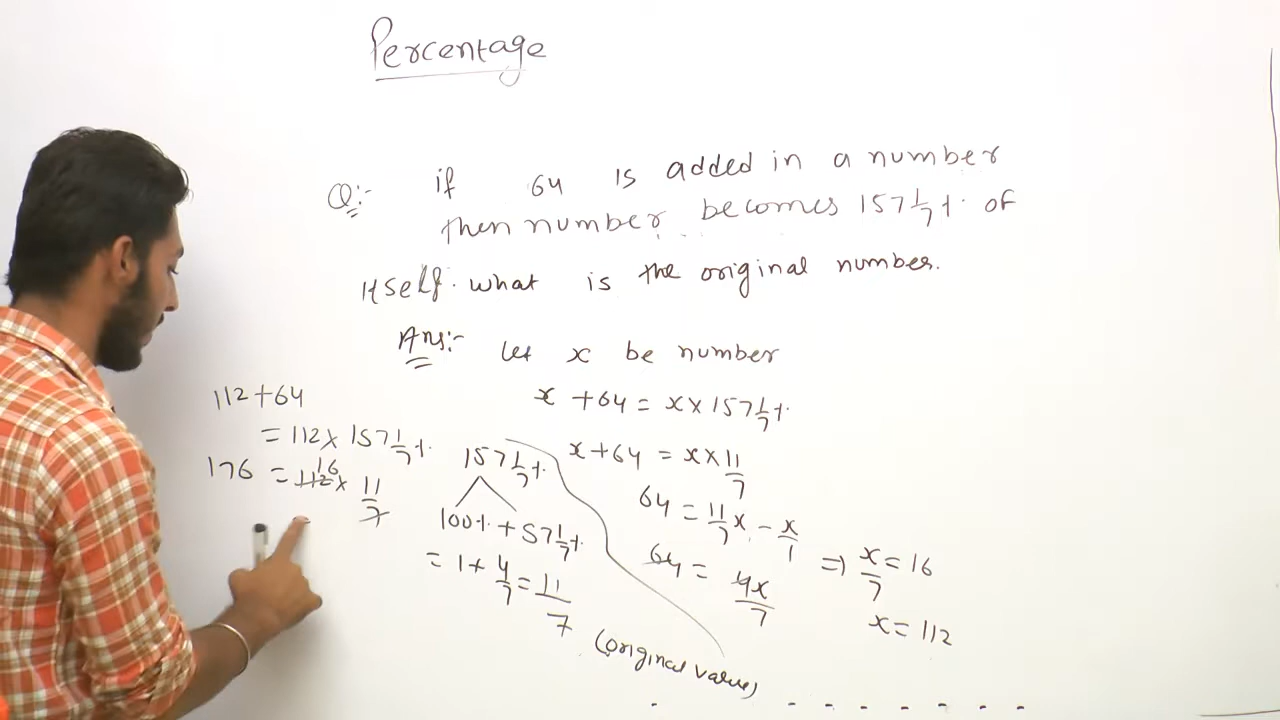 Percentage
Q:- if 64 is added in a number
then number becomes 157 1/7 %. of
Itself. what is the original number.
Ans:- let x be number
x + 64 = x × 157 1/7 %.
x + 64 = x × 11/7
64 = 11/7 x - x/1
64 = 4x/7
=> x/7 = 16
x = 112
157 1/7 %.
100%. + 57 1/7 %.
= 1 + 4/7 = 11/7
(original value)
112 + 64
= 112 × 157 1/7 %.
16
176 = 112 × 11/7